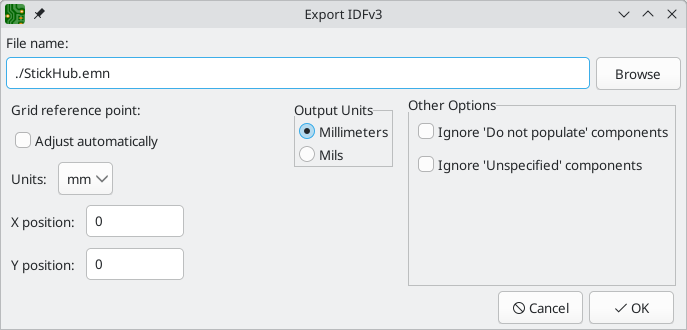 Export IDFv3
File name:
./StickHub.emn
Browse
Grid reference point:
Adjust automatically
Units:
mm
X position:
0
Y position:
0
Output Units
Millimeters
Mils
Other Options
Ignore 'Do not populate' components
Ignore 'Unspecified' components
Cancel
OK